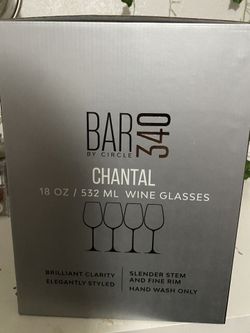 BAR 340
BY CIRCLE
CHANTAL
18 OZ / 532 ML WINE GLASSES
BRILLIANT CLARITY
ELEGANTLY STYLED
SLENDER STEM
AND FINE RIM
HAND WASH ONLY